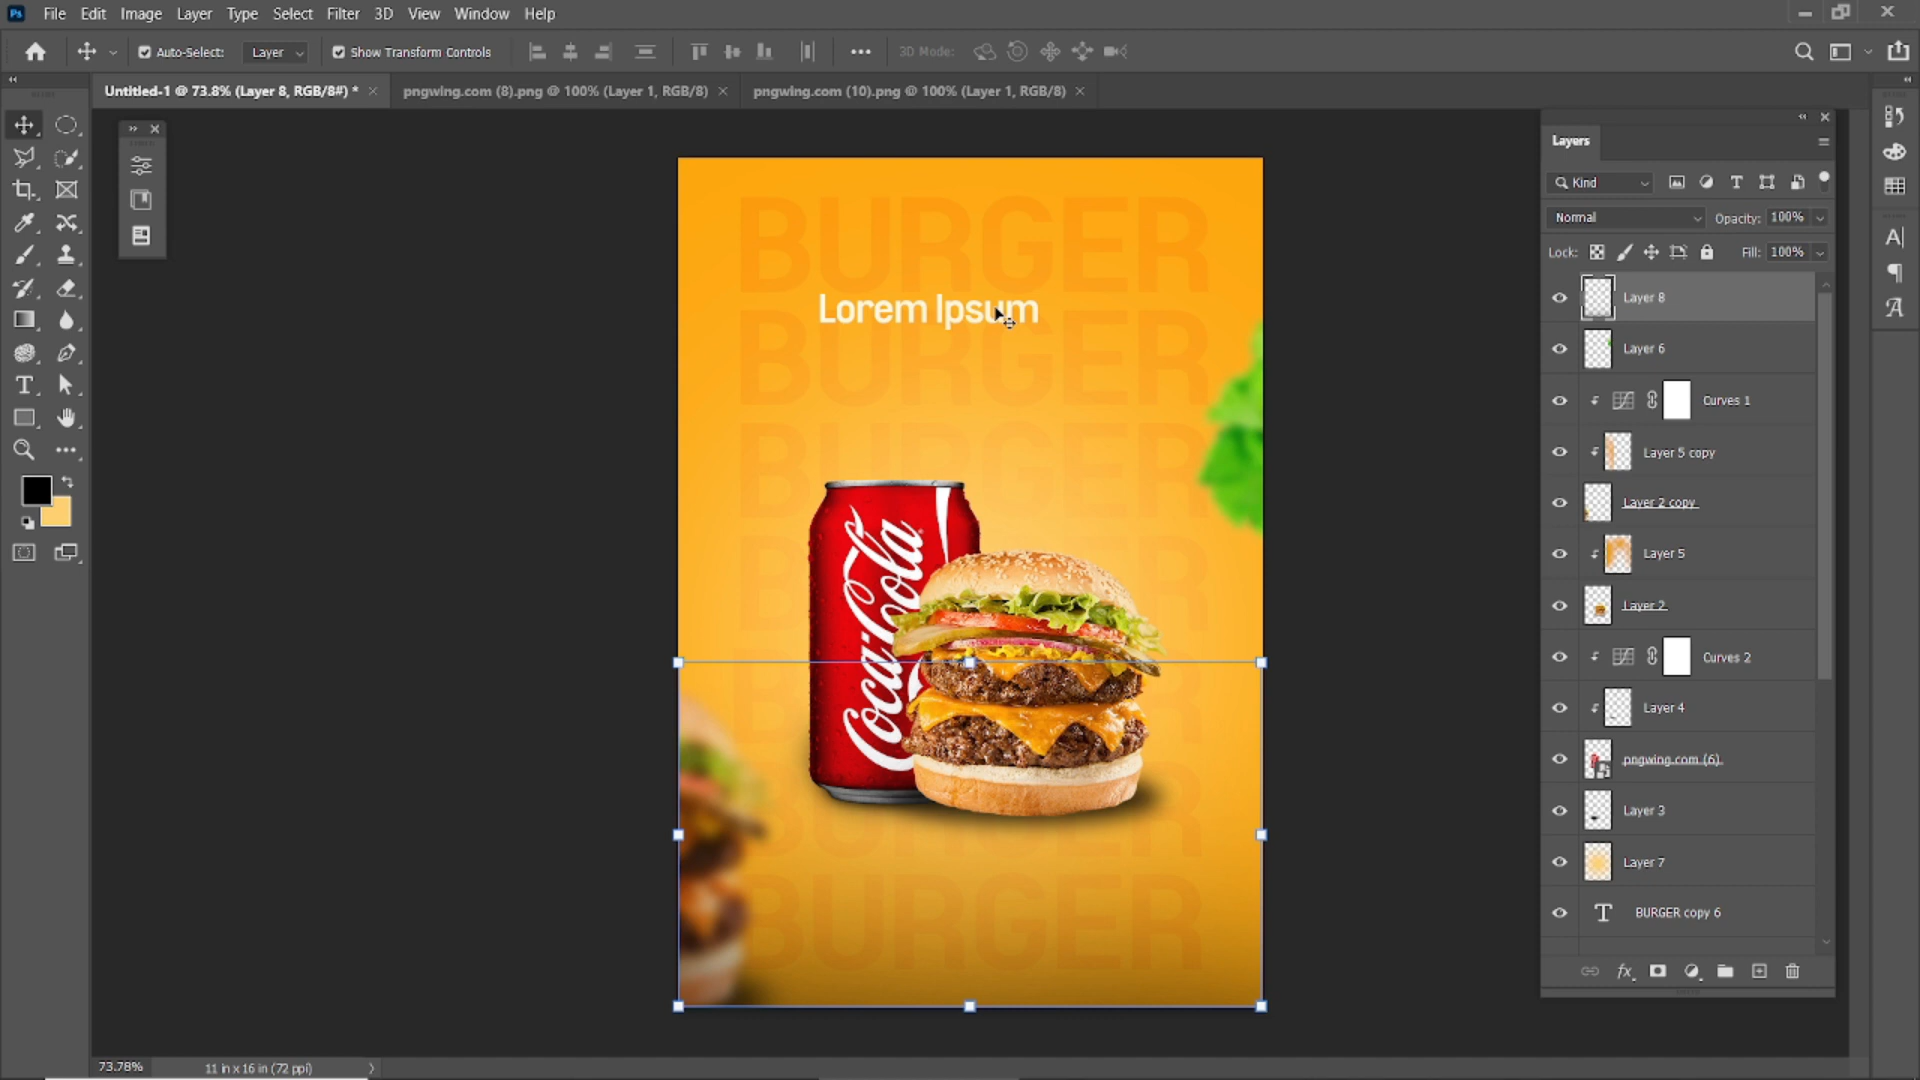 Ps File Edit Image Layer Type Select Filter 3D View Window Help
Auto-Select: Layer Show Transform Controls 3D Mode:
Untitled-1 @ 73.8% (Layer 8, RGB/8#) * pngwing.com (8).png @ 100% (Layer 1, RGB/8) pngwing.com (10).png @ 100% (Layer 1, RGB/8)
BURGER
Lorem Ipsum
BURGER
BURGER
Coca-Cola
BURGER
Layers
Kind
Normal Opacity: 100%
Lock: Fill: 100%
Layer 8
Layer 6
Curves 1
Layer 5 copy
Layer 2 copy
Layer 5
Layer 2
Curves 2
Layer 4
pngwing.com (6)
Layer 3
Layer 7
BURGER copy 6
fx
73.78% 11 in x 16 in (72 ppi)